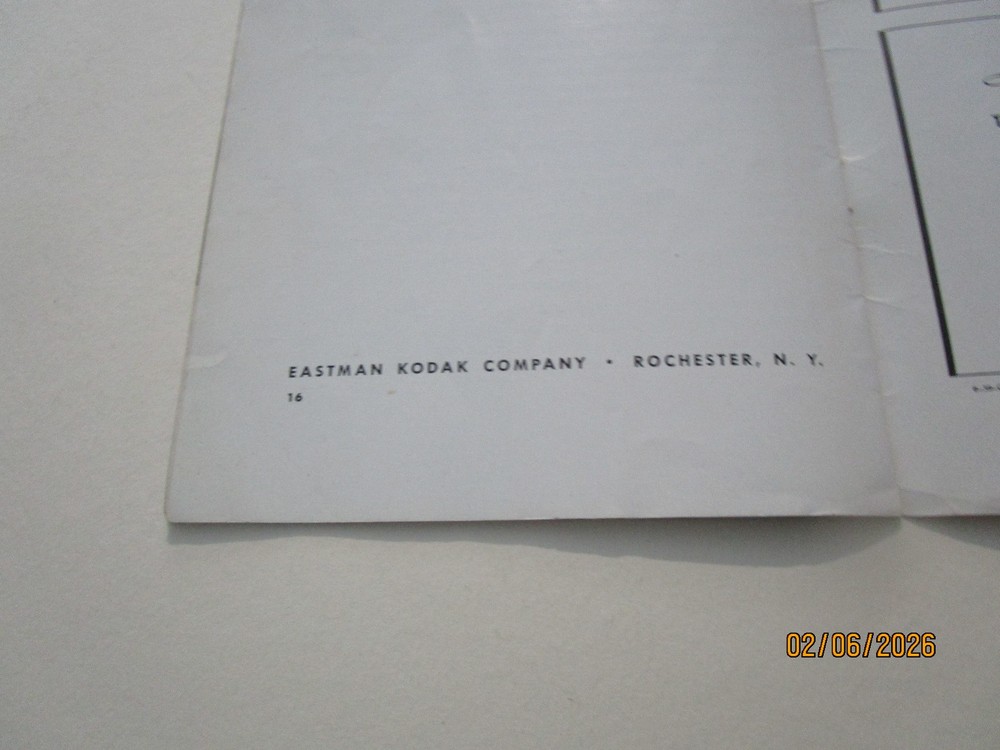 EASTMAN KODAK COMPANY • ROCHESTER, N. Y.
16
02/06/2026